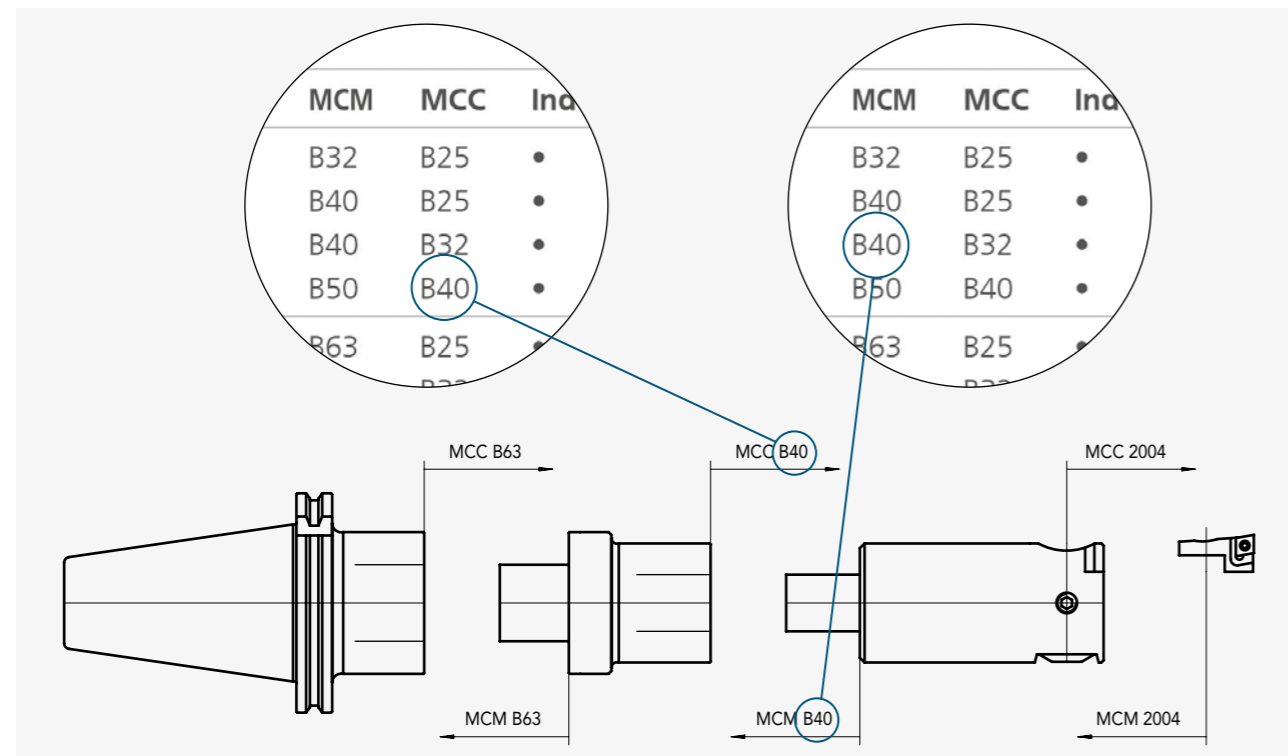 MCM MCC Ind
B32 B25 •
B40 B25 •
B40 B32 •
B50 B40 •
B63 B25 •
B32
MCM MCC Ind
B32 B25 •
B40 B25 •
B40 B32 •
B50 B40 •
B63 B25 •
B32
MCC B63
MCC B40
MCC 2004
MCM B63
MCM B40
MCM 2004